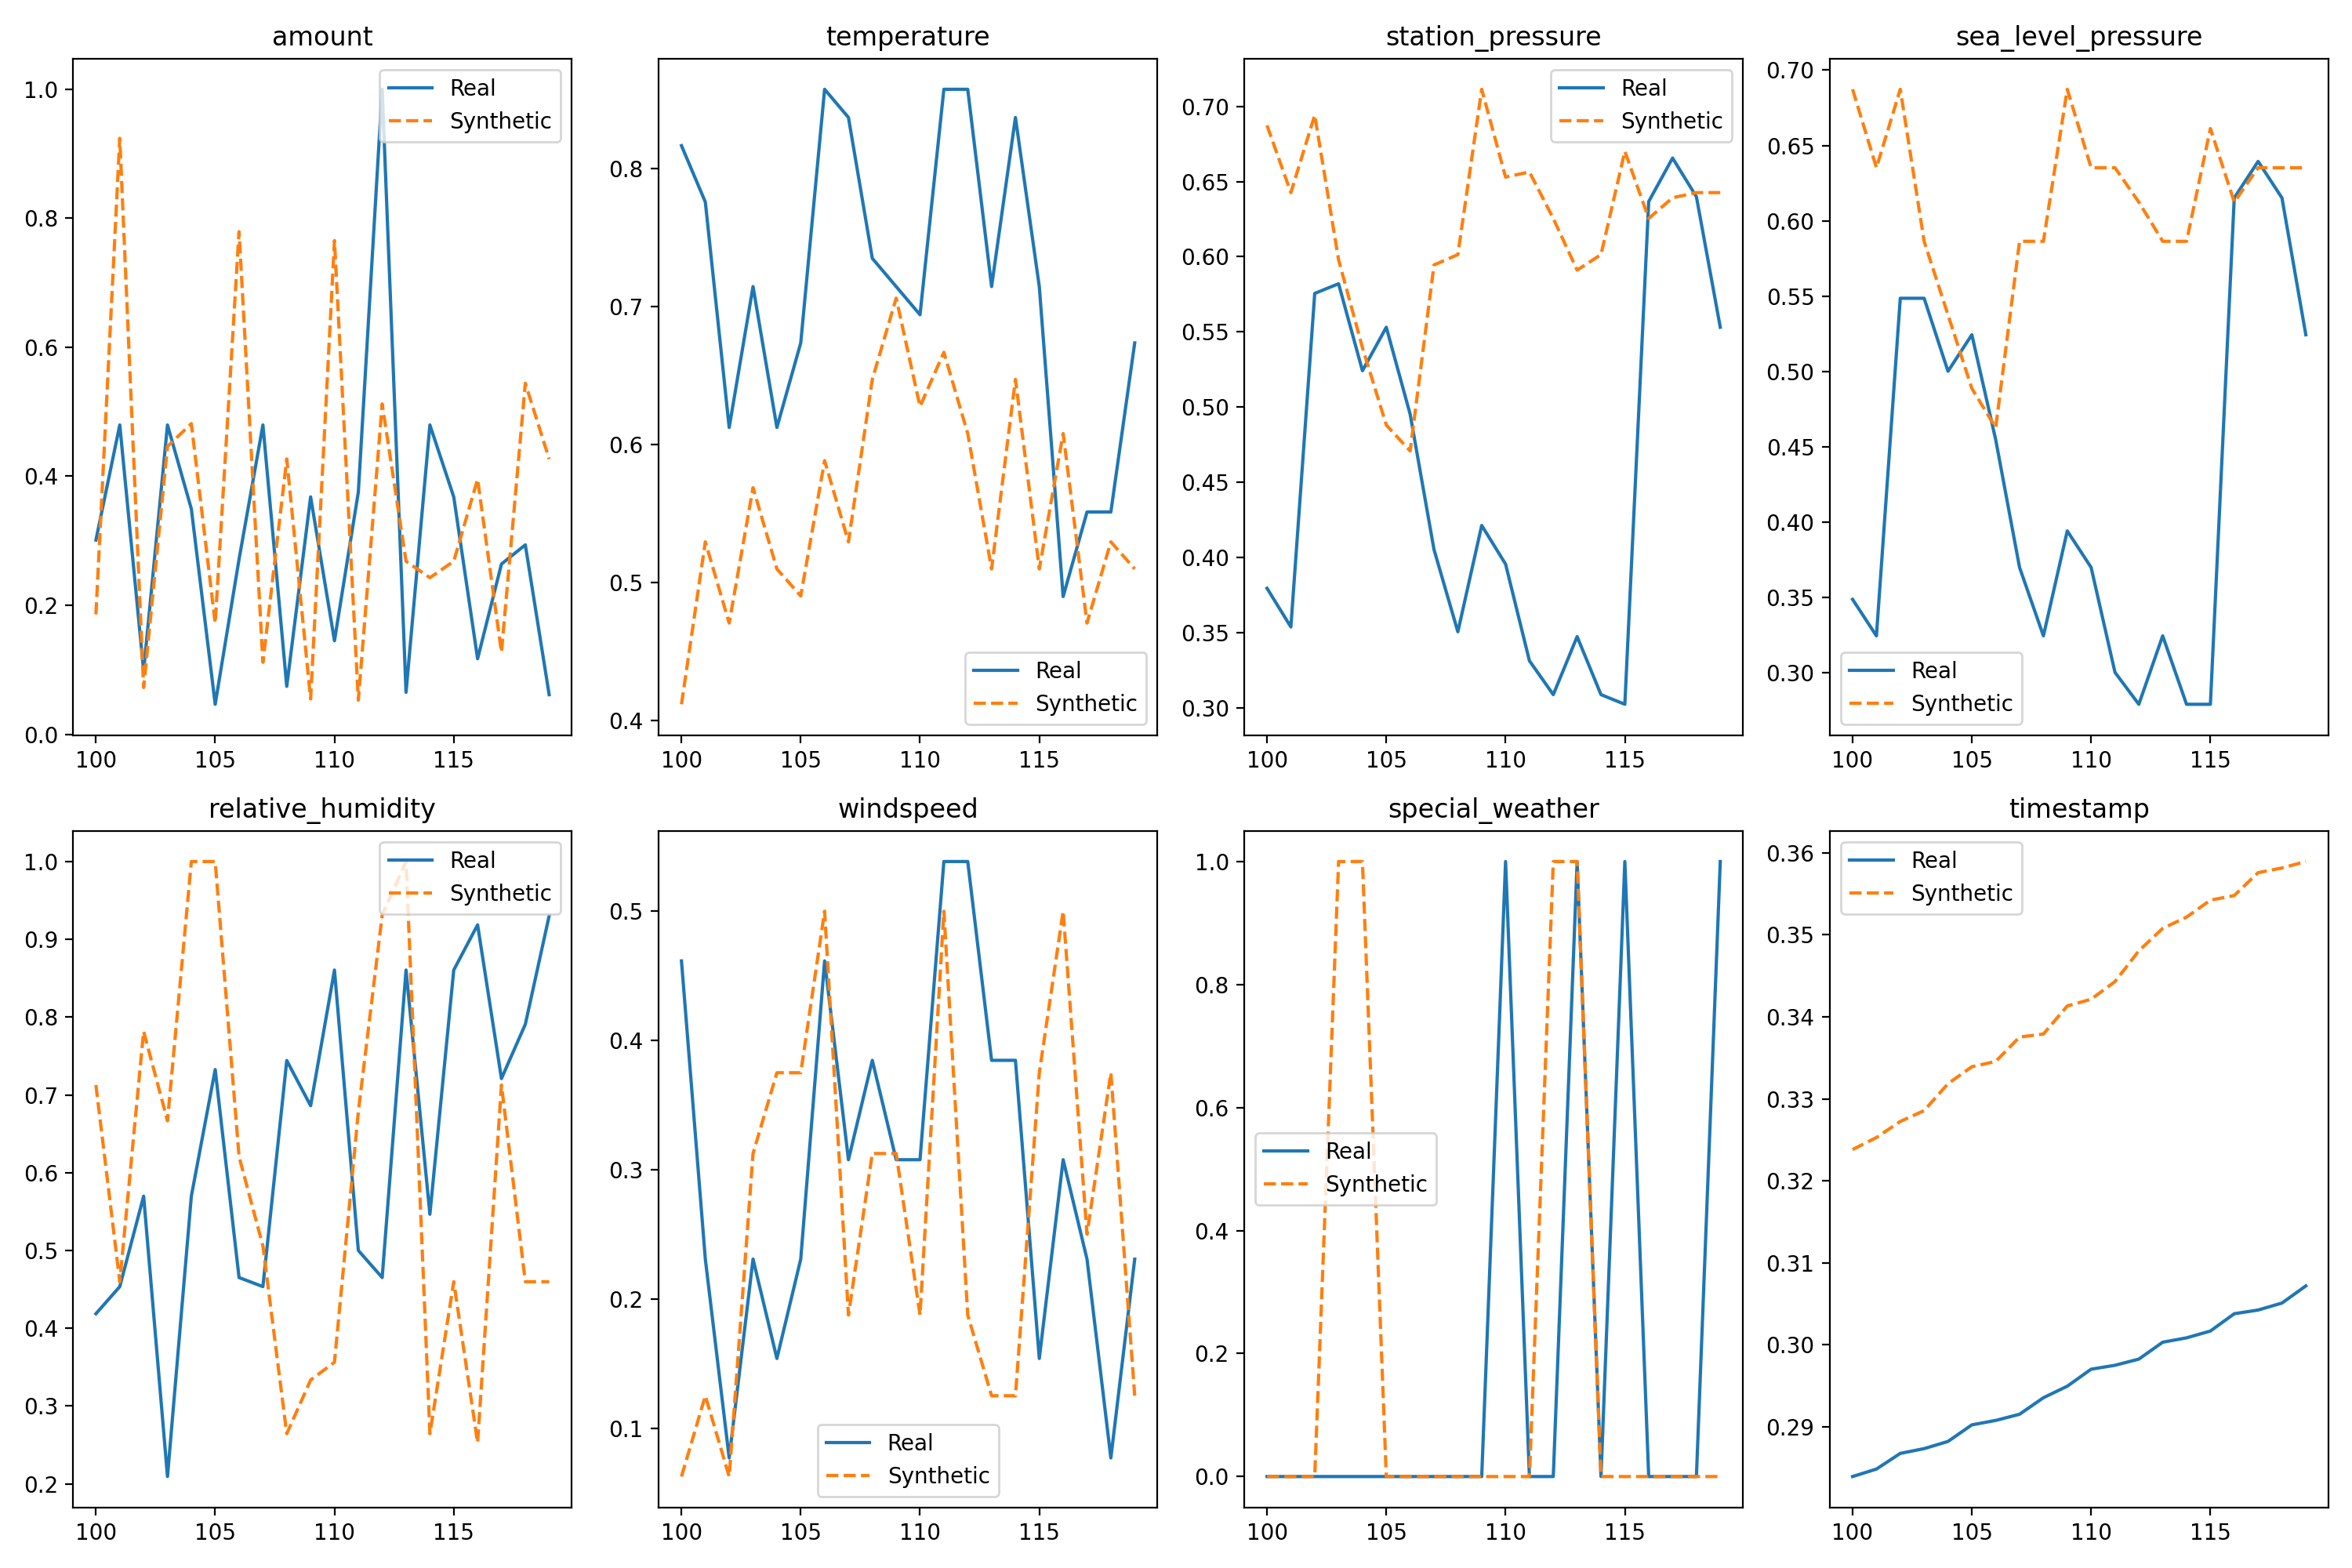 amount
1.0
0.8
0.6
0.4
0.2
0.0
100 105 110 115
Real
Synthetic
temperature
0.8
0.7
0.6
0.5
0.4
100 105 110 115
Real
Synthetic
station_pressure
0.70
0.65
0.60
0.55
0.50
0.45
0.40
0.35
0.30
100 105 110 115
Real
Synthetic
sea_level_pressure
0.70
0.65
0.60
0.55
0.50
0.45
0.40
0.35
0.30
100 105 110 115
Real
Synthetic
relative_humidity
1.0
0.9
0.8
0.7
0.6
0.5
0.4
0.3
0.2
100 105 110 115
Real
Synthetic
windspeed
0.5
0.4
0.3
0.2
0.1
100 105 110 115
Real
Synthetic
special_weather
1.0
0.8
0.6
0.4
0.2
0.0
100 105 110 115
Real
Synthetic
timestamp
0.36
0.35
0.34
0.33
0.32
0.31
0.30
0.29
100 105 110 115
Real
Synthetic